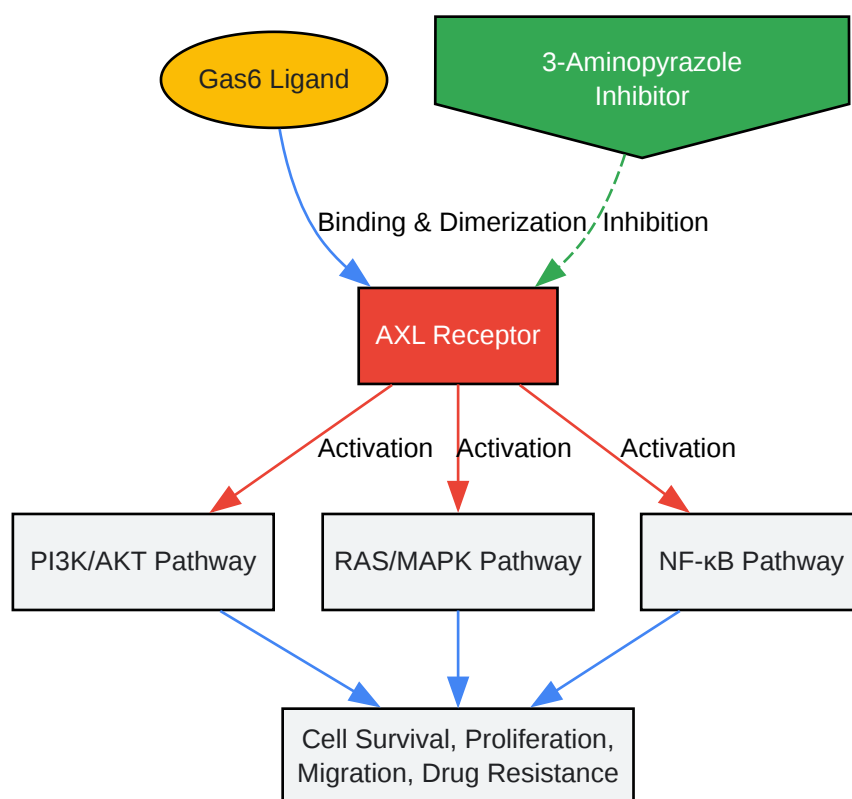 Gas6 Ligand
3-Aminopyrazole
Inhibitor
Binding & Dimerization
Inhibition
AXL Receptor
Activation
Activation
Activation
PI3K/AKT Pathway
RAS/MAPK Pathway
NF-κB Pathway
Cell Survival, Proliferation,
Migration, Drug Resistance